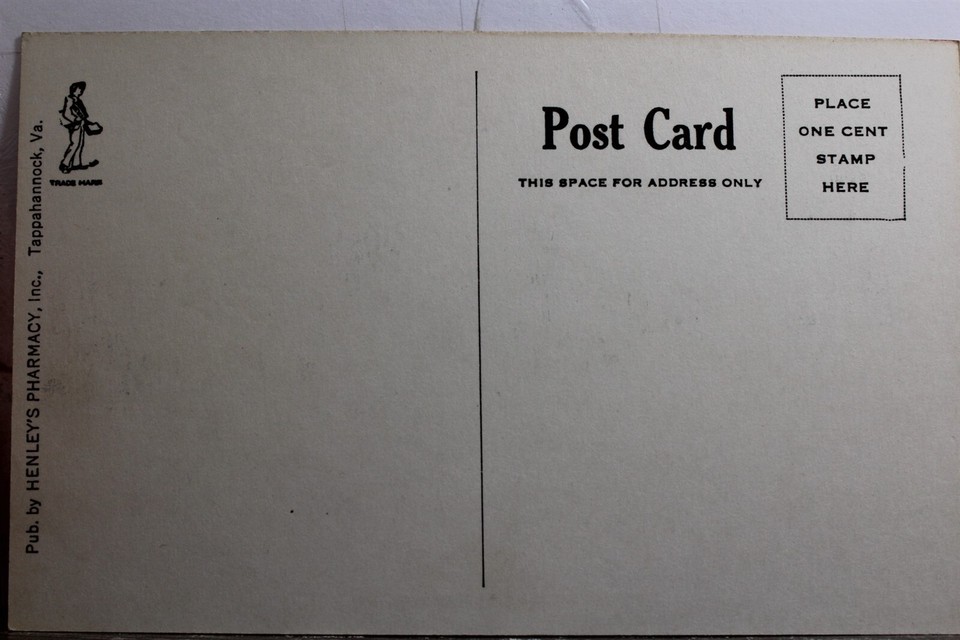 Post Card
THIS SPACE FOR ADDRESS ONLY
PLACE
ONE CENT
STAMP
HERE
TRADE MARK
Pub. by HENLEY'S PHARMACY, Inc., Tappahannock, Va.